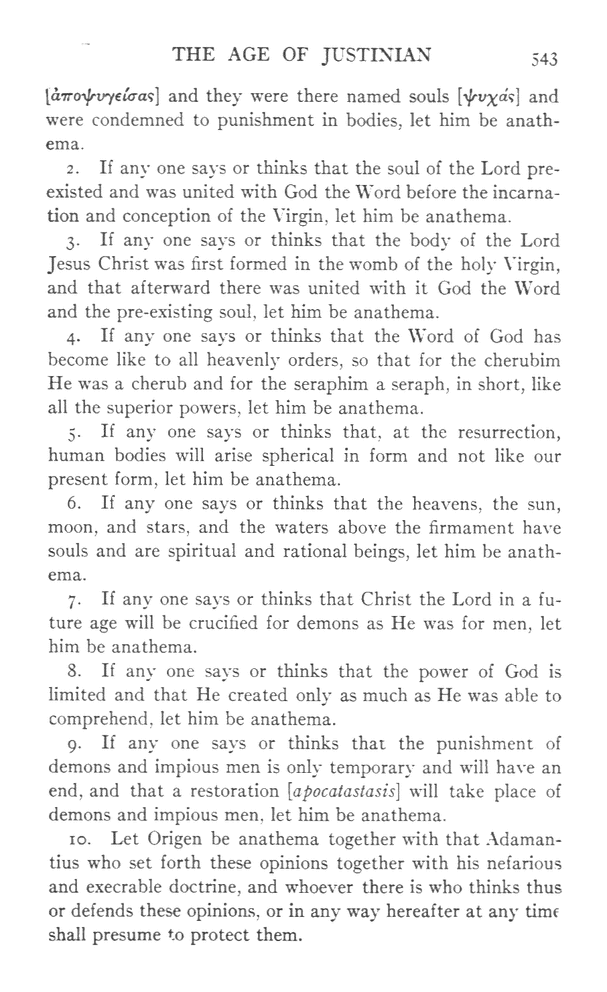 THE AGE OF JUSTINIAN 543
[ἀποψυγείσας] and they were there named souls [ψυχάς] and
were condemned to punishment in bodies, let him be anath-
ema.
2. If any one says or thinks that the soul of the Lord pre-
existed and was united with God the Word before the incarna-
tion and conception of the Virgin, let him be anathema.
3. If any one says or thinks that the body of the Lord
Jesus Christ was first formed in the womb of the holy Virgin,
and that afterward there was united with it God the Word
and the pre-existing soul, let him be anathema.
4. If any one says or thinks that the Word of God has
become like to all heavenly orders, so that for the cherubim
He was a cherub and for the seraphim a seraph, in short, like
all the superior powers, let him be anathema.
5. If any one says or thinks that, at the resurrection,
human bodies will arise spherical in form and not like our
present form, let him be anathema.
6. If any one says or thinks that the heavens, the sun,
moon, and stars, and the waters above the firmament have
souls and are spiritual and rational beings, let him be anath-
ema.
7. If any one says or thinks that Christ the Lord in a fu-
ture age will be crucified for demons as He was for men, let
him be anathema.
8. If any one says or thinks that the power of God is
limited and that He created only as much as He was able to
comprehend, let him be anathema.
9. If any one says or thinks that the punishment of
demons and impious men is only temporary and will have an
end, and that a restoration [apocatastasis] will take place of
demons and impious men, let him be anathema.
10. Let Origen be anathema together with that Adaman-
tius who set forth these opinions together with his nefarious
and execrable doctrine, and whoever there is who thinks thus
or defends these opinions, or in any way hereafter at any time
shall presume to protect them.